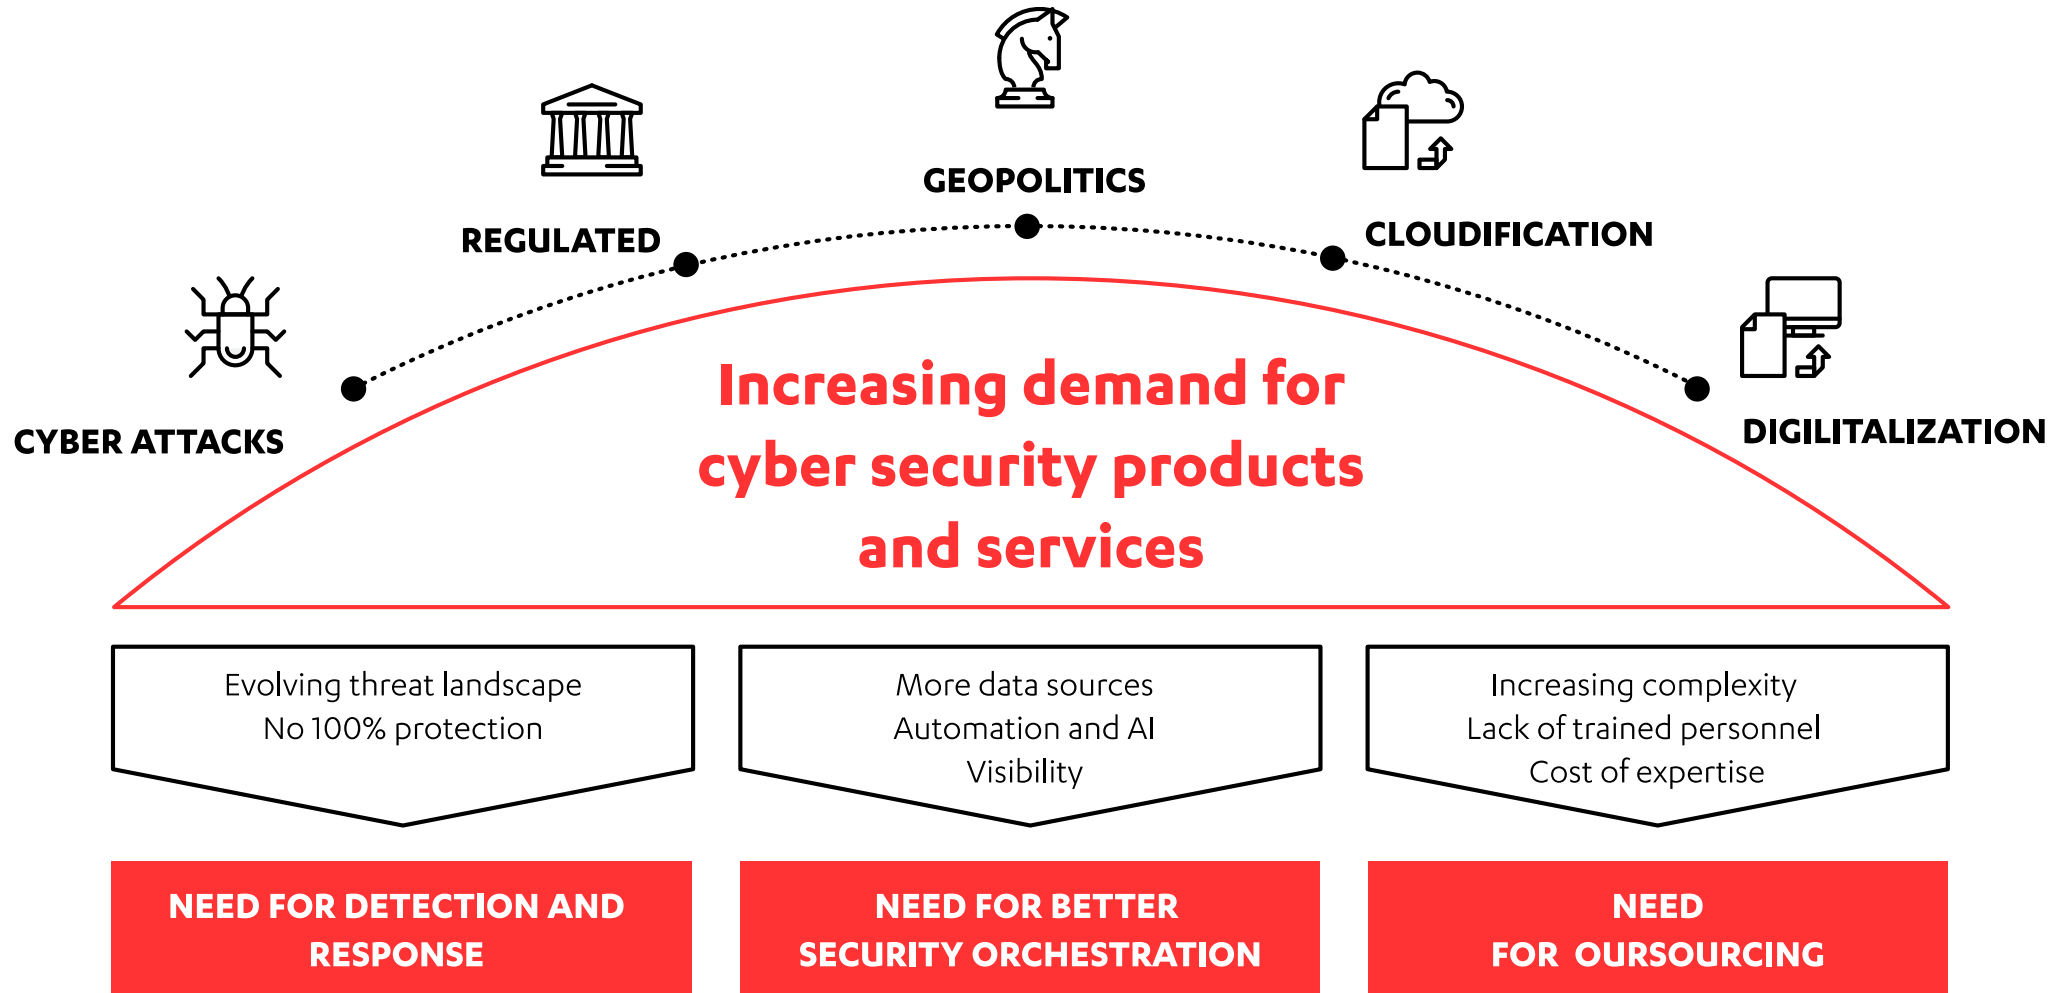 GEOPOLITICS
REGULATED
CLOUDIFICATION
CYBER ATTACKS
DIGILITALIZATION
Increasing demand for
cyber security products
and services
Evolving threat landscape
No 100% protection
More data sources
Automation and AI
Visibility
Increasing complexity
Lack of trained personnel
Cost of expertise
NEED FOR DETECTION AND
RESPONSE
NEED FOR BETTER
SECURITY ORCHESTRATION
NEED
FOR OURSOURCING